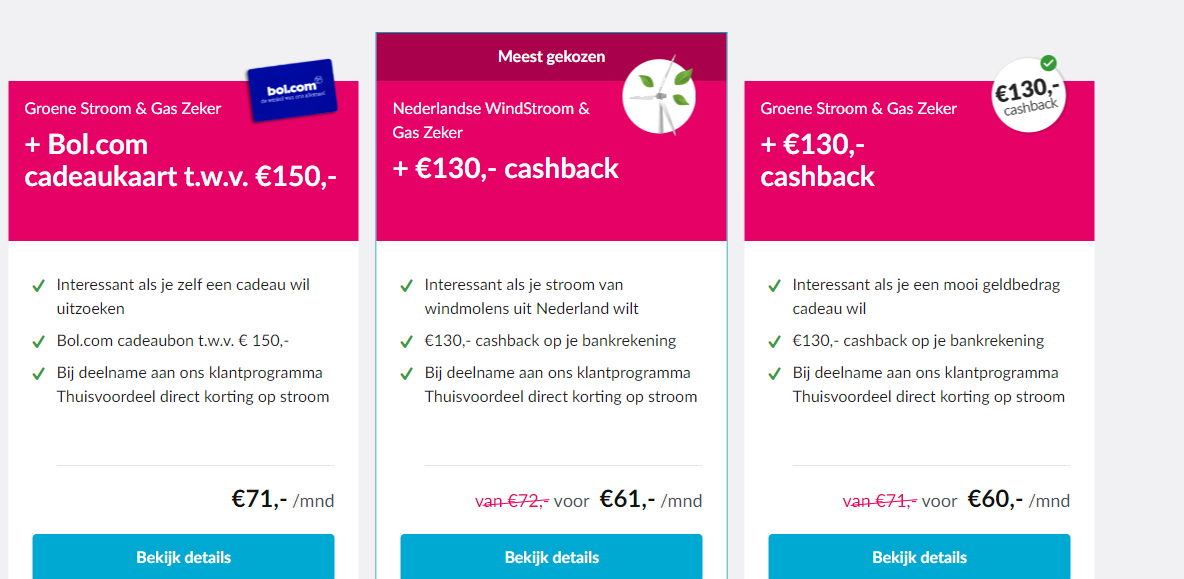 bol.com
Groene Stroom & Gas Zeker
+ Bol.com
cadeaukaart t.w.v. €150,-
Interessant als je zelf een cadeau wil
uitzoeken
Bol.com cadeaubon t.w.v. € 150,-
Bij deelname aan ons klantprogramma
Thuisvoordeel direct korting op stroom
€71,- /mnd
Bekijk details
Meest gekozen
Nederlandse WindStroom &
Gas Zeker
+ €130,- cashback
Interessant als je stroom van
windmolens uit Nederland wilt
€130,- cashback op je bankrekening
Bij deelname aan ons klantprogramma
Thuisvoordeel direct korting op stroom
van €72,- voor €61,- /mnd
Bekijk details
€130,-
cashback
Groene Stroom & Gas Zeker
+ €130,-
cashback
Interessant als je een mooi geldbedrag
cadeau wil
€130,- cashback op je bankrekening
Bij deelname aan ons klantprogramma
Thuisvoordeel direct korting op stroom
van €71,- voor €60,- /mnd
Bekijk details